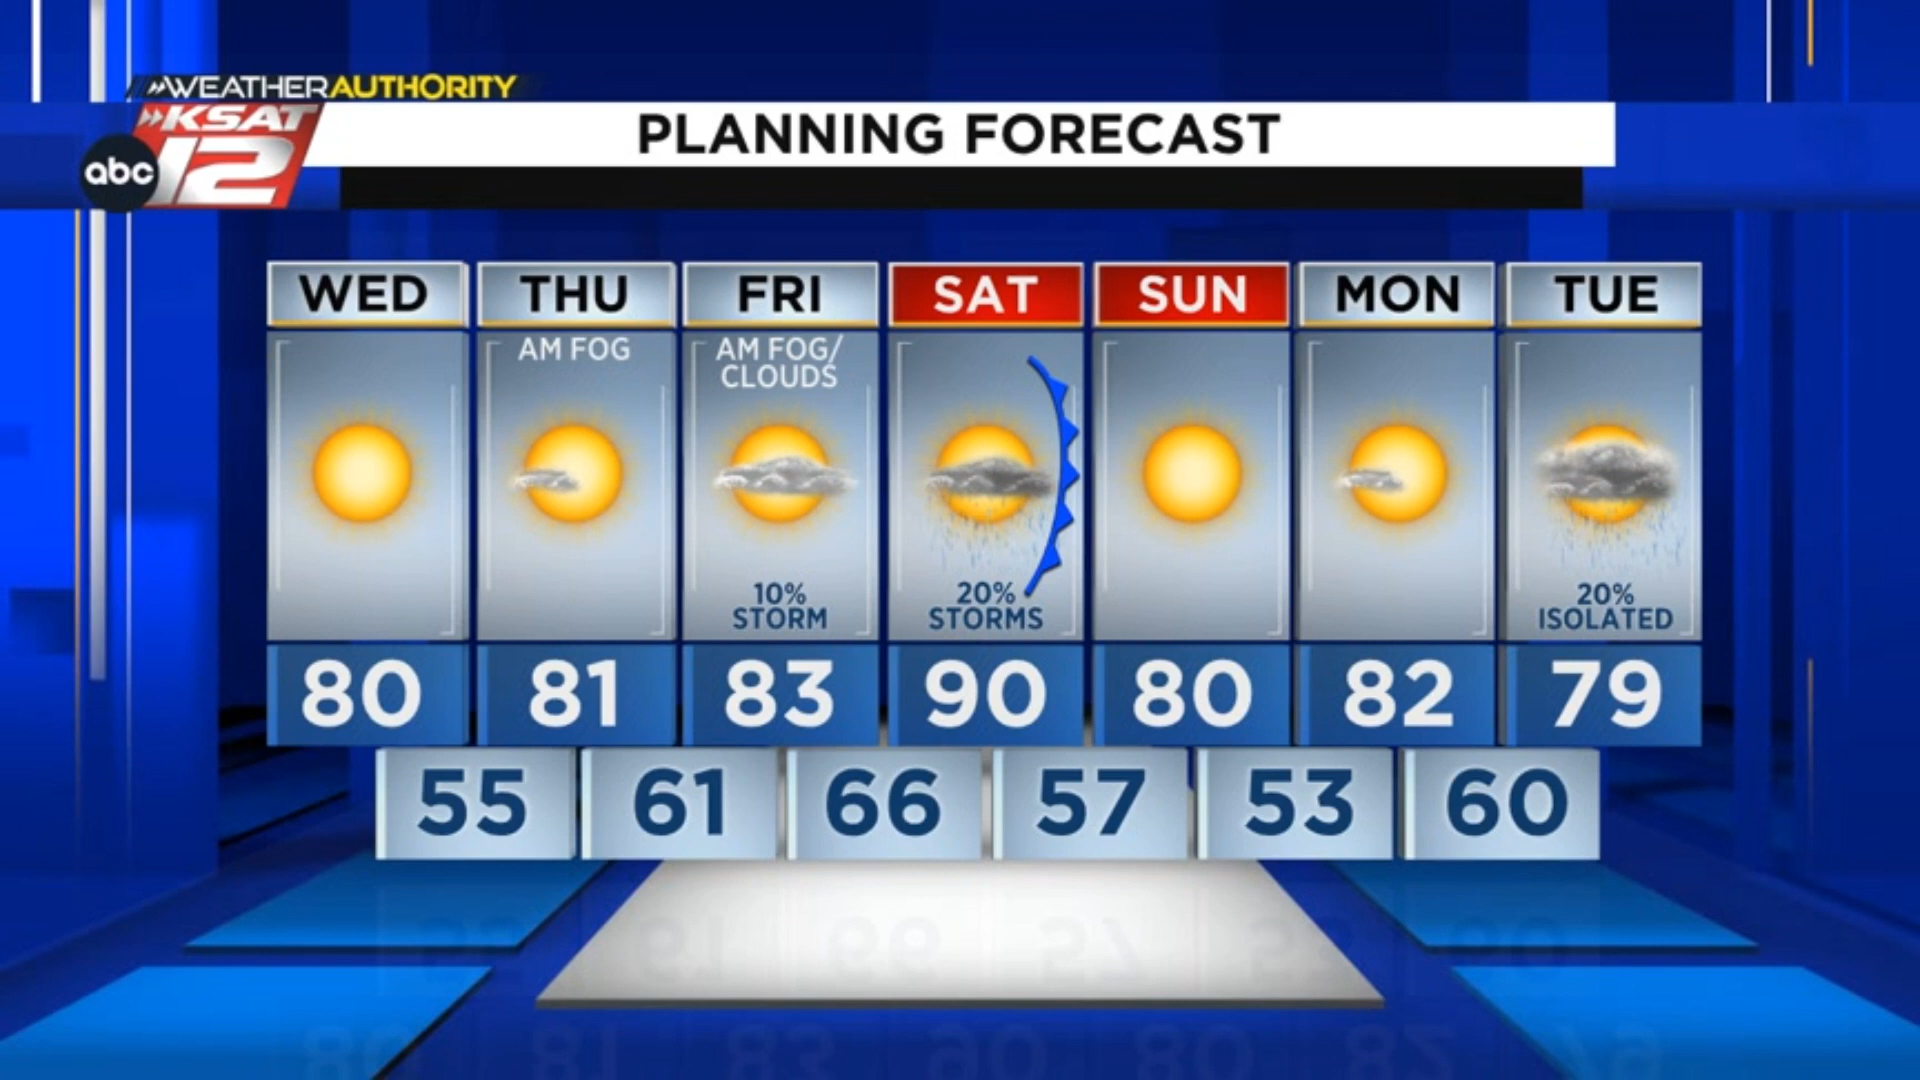 WEATHERAUTHORITY
KSAT
abc
12
PLANNING FORECAST
WED THU FRI SAT SUN MON TUE
AM FOG
AM FOG/
CLOUDS
10%
STORM
20%
STORMS
20%
ISOLATED
80 81 83 90 80 82 79
55 61 66 57 53 60